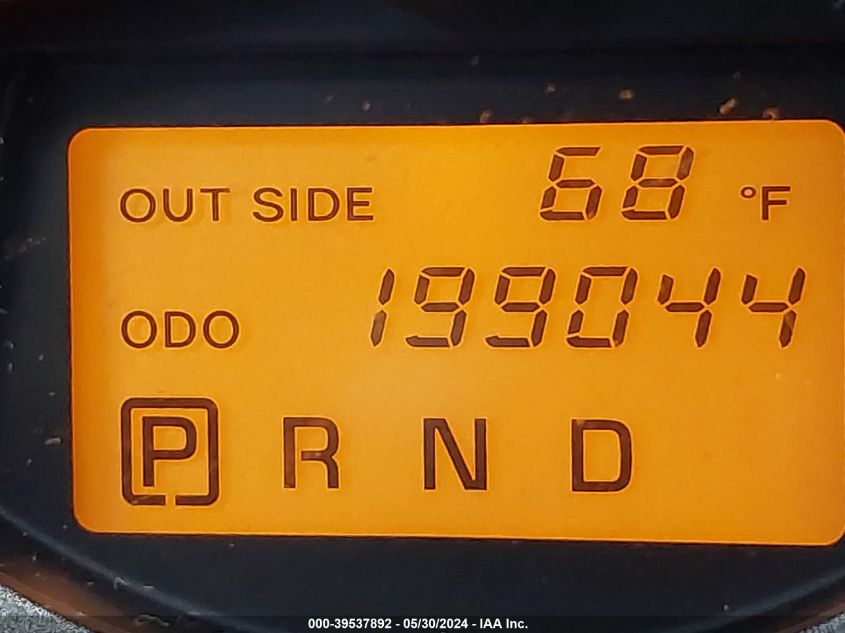 OUT SIDE 68 °F
ODO 199044
P R N D
000-39537892 - 05/30/2024 - IAA Inc.